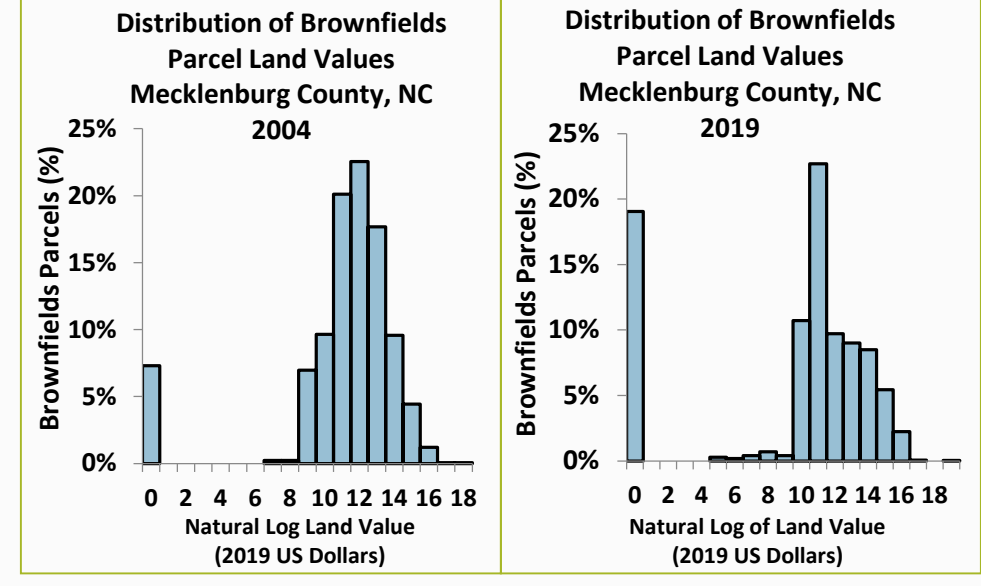 Distribution of Brownfields
Parcel Land Values
Mecklenburg County, NC
2004
25%
20%
15%
10%
5%
0%
Brownfields Parcels (%)
0 2 4 6 8 10 12 14 16 18
Natural Log Land Value
(2019 US Dollars)
Distribution of Brownfields
Parcel Land Values
Mecklenburg County, NC
2019
25%
20%
15%
10%
5%
0%
Brownfields Parcels (%)
0 2 4 6 8 10 12 14 16 18
Natural Log of Land Value
(2019 US Dollars)